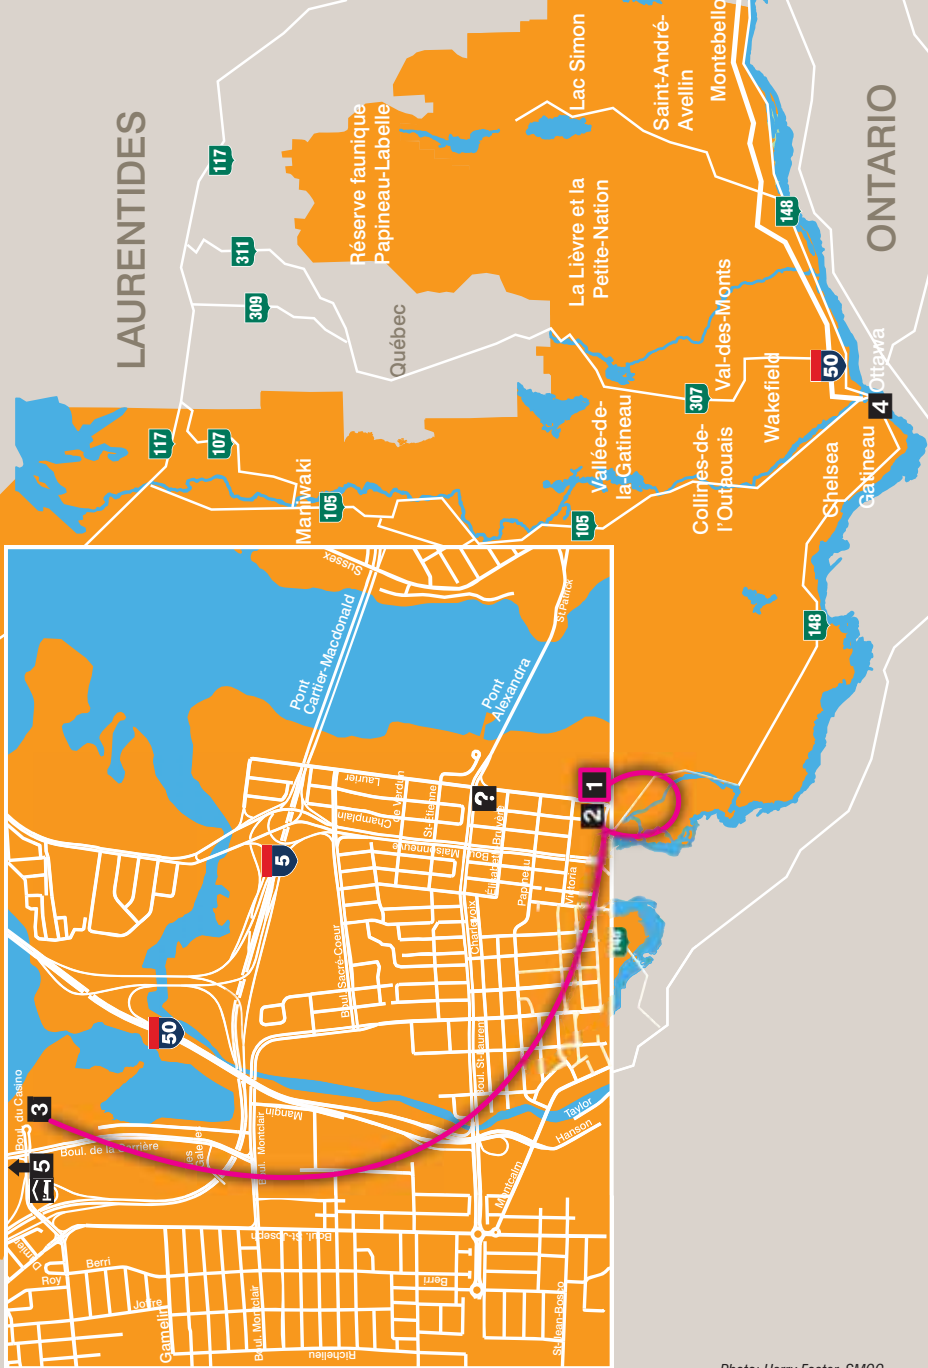 LAURENTIDES
117
311
309
Réserve faunique
Papineau-Labelle
Lac Simon
Saint-André-
Avellin
Montebello
La Lièvre et la
Petite-Nation
148
ONTARIO
Québec
Val-des-Monts
50
Ottawa
307
Wakefield
4
117
107
Maniwaki
105
Vallée-de-
la-Gatineau
Collines-de-
l'Outaouais
Chelsea
Gatineau
105
148
Sussex
Pont
Cartier-Macdonald
Pont
Alexandra
St.Patrick
Laurier
Champlain
de Verdun
St-Étienne
?
1
2
Boul. Maisonneuve
Élisabeth-Bruyère
Papineau
Victoria
5
Boul. Sacré-Coeur
Charlevoix
148
50
Boul. St-Laurent
Boul. du Casino
3
5
Boul. de la Carrière
Mangin
Boul. Montclair
Taylor
Hanson
Montcalm
Boul. St-Joseph
Roy
Berri
Berri
Joffre
Gamelin
Boul. Montclair
Richelieu
St-Jean-Bosco